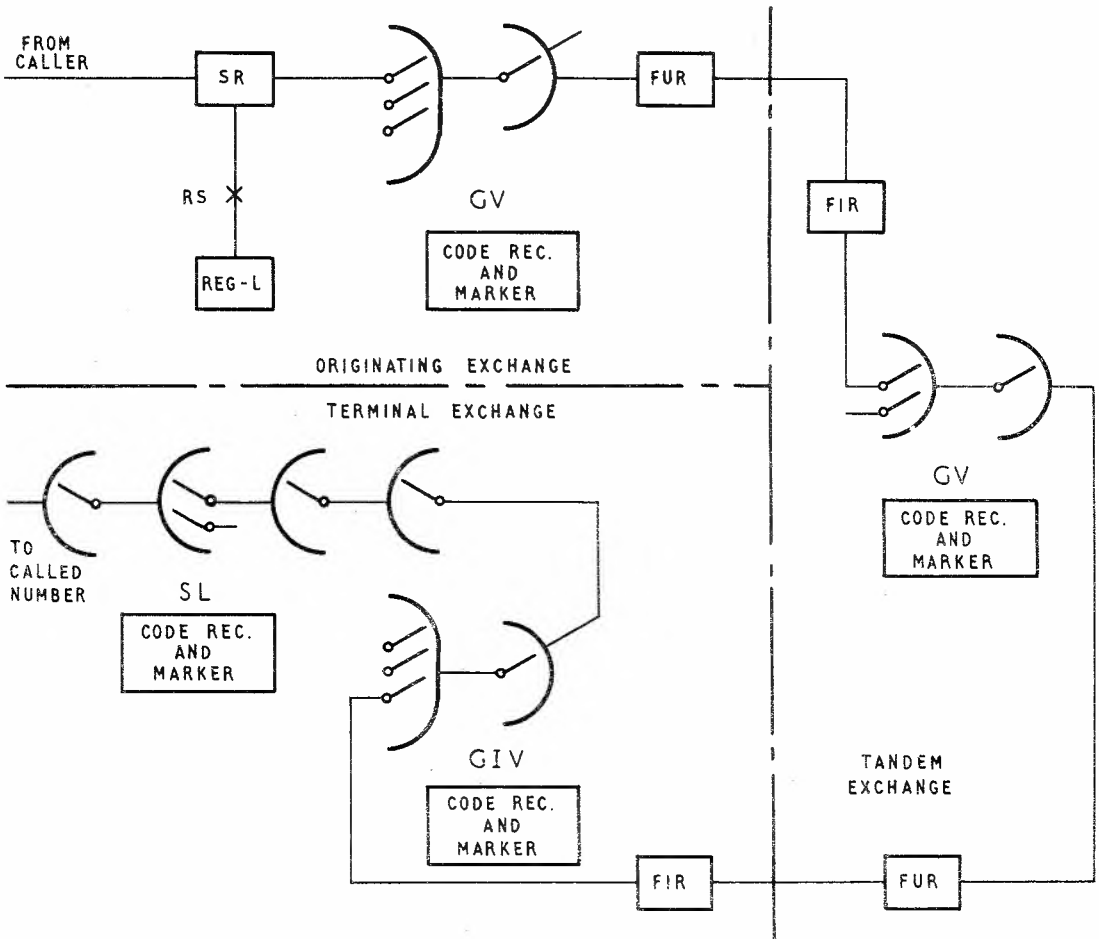 FROM
CALLER
SR
RS
REG-L
GV
CODE REC.
AND
MARKER
FUR
FIR
ORIGINATING EXCHANGE
TERMINAL EXCHANGE
GV
CODE REC.
AND
MARKER
TO
CALLED
NUMBER
SL
CODE REC.
AND
MARKER
GIV
CODE REC.
AND
MARKER
TANDEM
EXCHANGE
FIR
FUR